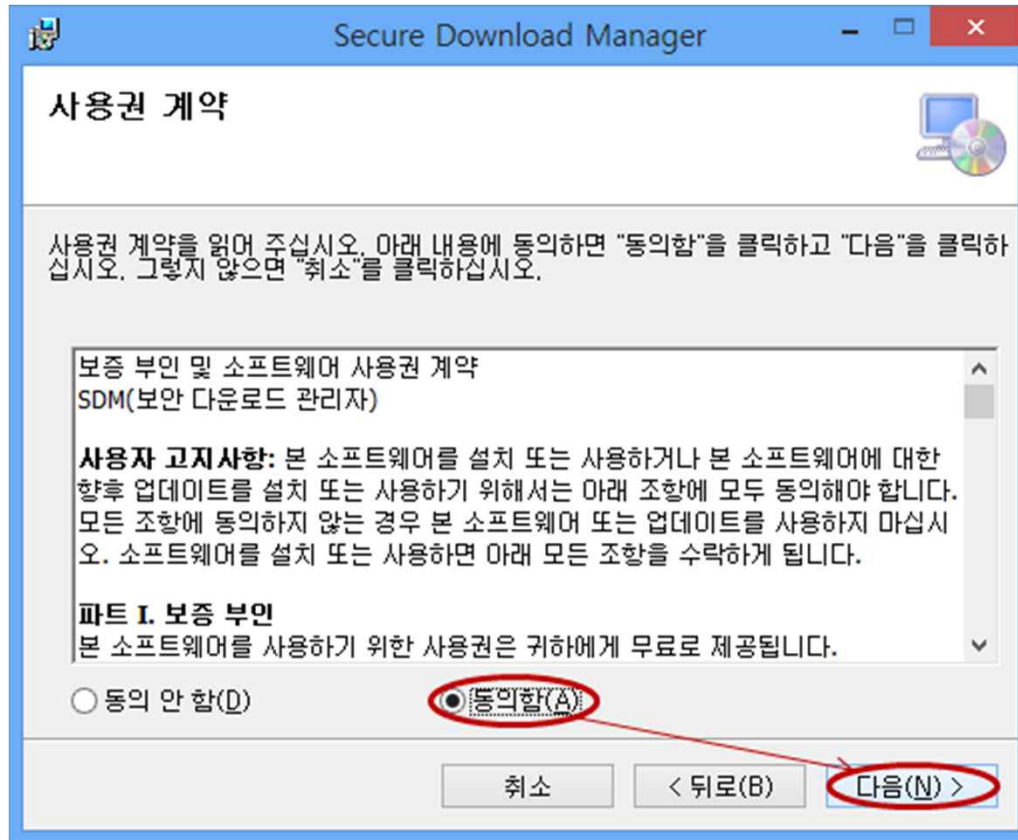 Secure Download Manager
사용권 계약
사용권 계약을 읽어 주십시오. 아래 내용에 동의하면 "동의함"을 클릭하고 "다음"을 클릭하
십시오. 그렇지 않으면 "취소"를 클릭하십시오.
보증 부인 및 소프트웨어 사용권 계약
SDM(보안 다운로드 관리자)
사용자 고지사항: 본 소프트웨어를 설치 또는 사용하거나 본 소프트웨어에 대한
향후 업데이트를 설치 또는 사용하기 위해서는 아래 조항에 모두 동의해야 합니다.
모든 조항에 동의하지 않는 경우 본 소프트웨어 또는 업데이트를 사용하지 마십시
오. 소프트웨어를 설치 또는 사용하면 아래 모든 조항을 수락하게 됩니다.
파트 I. 보증 부인
본 소프트웨어를 사용하기 위한 사용권은 귀하에게 무료로 제공됩니다.
동의 안 함(D) 동의함(A)
취소 < 뒤로(B) 다음(N) >